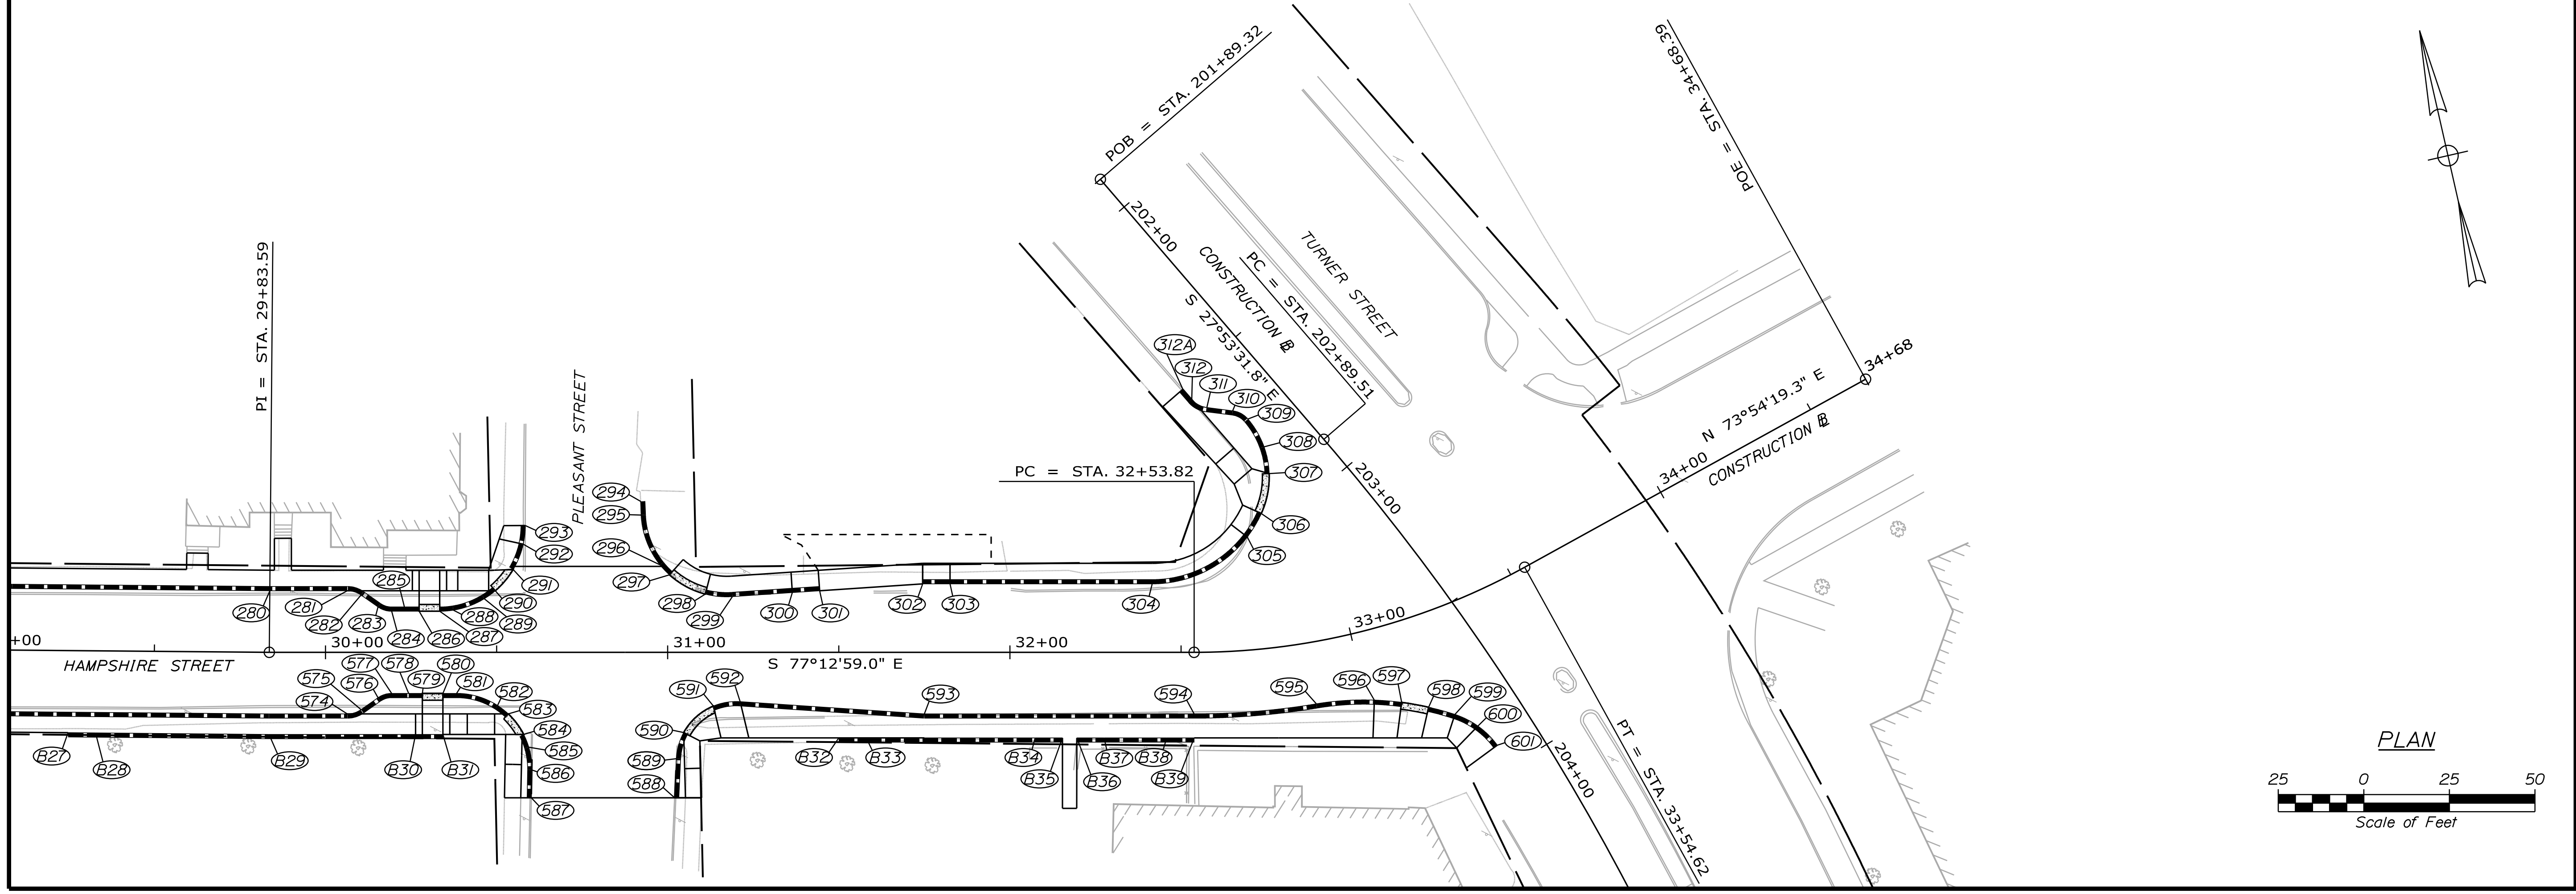 POB = STA. 201+89.32
POE = STA. 34+68.39
202+00
CONSTRUCTION BL
S 27°53'31.8" E
PC = STA. 202+89.51
TURNER STREET
203+00
204+00
34+68
N 73°54'19.3" E
CONSTRUCTION BL
34+00
33+00
PT = STA. 33+54.62
PC = STA. 32+53.82
PI = STA. 29+83.59
PLEASANT STREET
HAMPSHIRE STREET
+00
30+00
31+00
32+00
S 77°12'59.0" E
280
281
282
283
284
285
286
287
288
289
290
291
292
293
294
295
296
297
298
299
300
301
302
303
304
305
306
307
308
309
310
311
312
312A
574
575
576
577
578
579
580
581
582
583
584
585
586
587
588
589
590
591
592
593
594
595
596
597
598
599
600
601
B27
B28
B29
B30
B31
B32
B33
B34
B35
B36
B37
B38
B39
PLAN
25 0 25 50
Scale of Feet